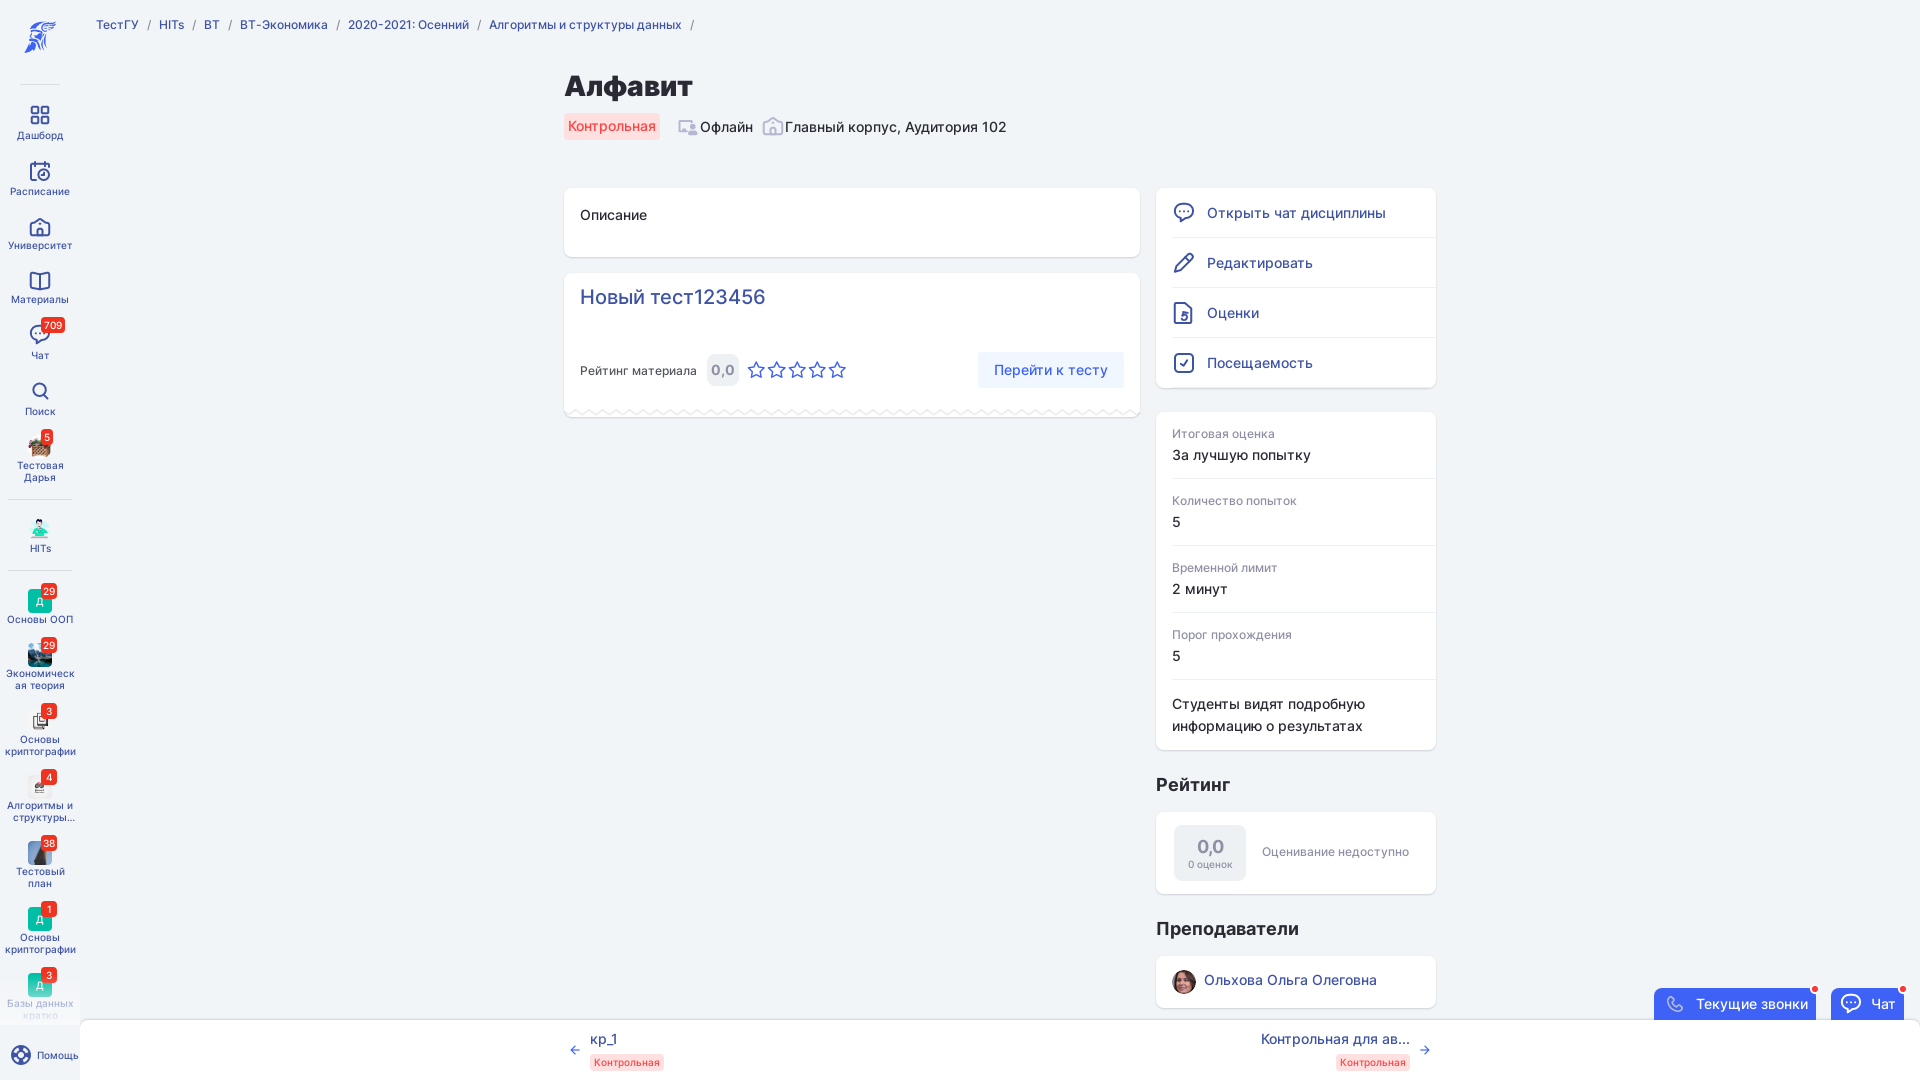 ТестГУ / HITs / ВТ / ВТ-Экономика / 2020-2021: Осенний / Алгоритмы и структуры данных /
Дашборд
Расписание
Университет
Материалы
709
Чат
Поиск
5
Тестовая
Дарья
HITs
29
Д
Основы ООП
29
Экономическ
ая теория
3
Основы
криптографии
4
Алгоритмы и
структуры...
38
Тестовый
план
1
Д
Основы
криптографии
3
Д
Базы данных
кратко
Помощь
Алфавит
Контрольная Офлайн Главный корпус, Аудитория 102
Описание
Новый тест123456
Рейтинг материала 0,0 Перейти к тесту
Открыть чат дисциплины
Редактировать
5 Оценки
Посещаемость
Итоговая оценка
За лучшую попытку
Количество попыток
5
Временной лимит
2 минут
Порог прохождения
5
Студенты видят подробную
информацию о результатах
Рейтинг
0,0
0 оценок
Оценивание недоступно
Преподаватели
Ольхова Ольга Олеговна
Текущие звонки
Чат
кр_1
Контрольная
Контрольная для ав...
Контрольная